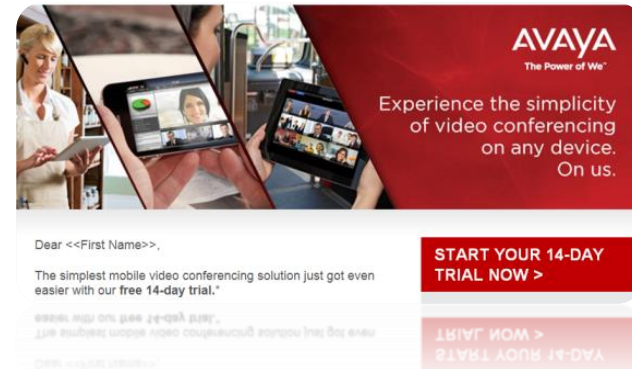 AVAYA
The Power of We™
Experience the simplicity
of video conferencing
on any device.
On us.
Dear <<First Name>>,
The simplest mobile video conferencing solution just got even
easier with our free 14-day trial.*
START YOUR 14-DAY
TRIAL NOW >